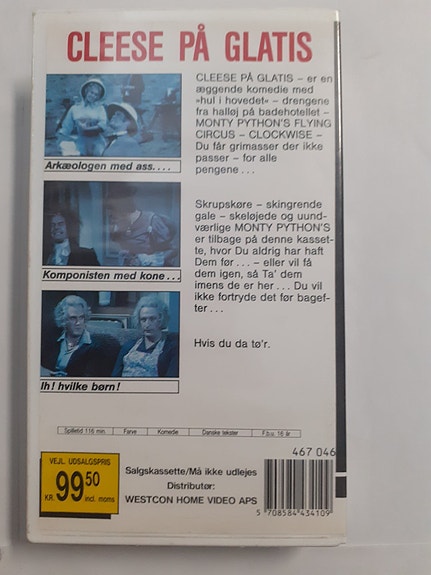 CLEESE PÅ GLATIS
CLEESE PÅ GLATIS – er en
æggende komedie med
»hul i hovedet« – drengene
fra halløj på badehotellet –
MONTY PYTHON'S FLYING
CIRCUS – CLOCKWISE –
Du får grimasser der ikke
passer – for alle
pengene . . .
Arkæologen med ass. . . .
Skrupskøre – skingrende
gale – skeløjede og uund-
værlige MONTY PYTHON'S
er tilbage på denne kasset-
te, hvor Du aldrig har haft
Dem før . . . – eller vil få
dem igen, så Ta' dem
imens de er her . . . Du vil
ikke fortryde det før bagef-
ter . . .
Komponisten med kone . . .
Hvis du da tø'r.
Ih! hvilke børn!
Spilletid 116 min. Farve Komedie Danske tekster F.b.u. 16 år
467 046
VEJL. UDSALGSPRIS
KR. 99 50
incl. moms
Salgskassette/Må ikke udlejes
Distributør:
WESTCON HOME VIDEO APS
5 708584 434109